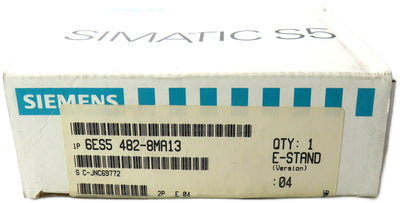 SIMATIC S5
SIEMENS
1P 6ES5 482-8MA13
S C-JNC69772
2P E 04
QTY: 1
E-STAND
(Version)
:04